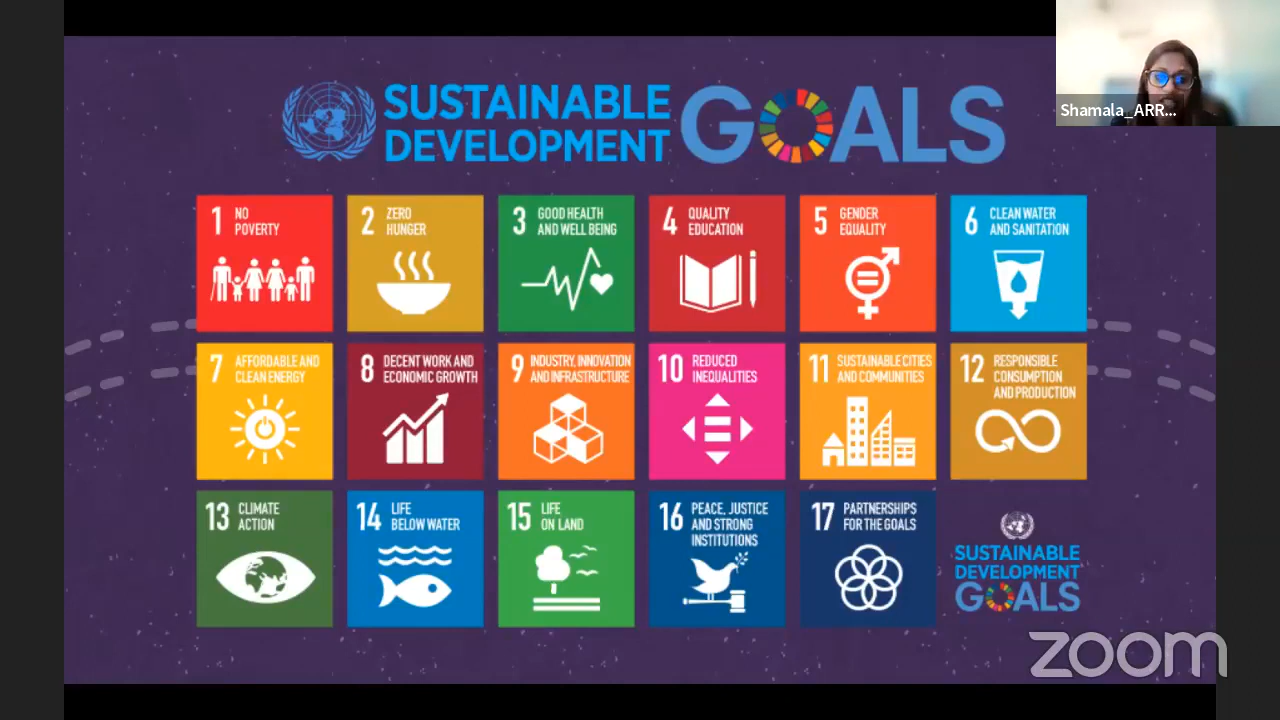 SUSTAINABLE
DEVELOPMENT
GOALS
Shamala_ARR...
1 NO
POVERTY
2 ZERO
HUNGER
3 GOOD HEALTH
AND WELL BEING
4 QUALITY
EDUCATION
5 GENDER
EQUALITY
6 CLEAN WATER
AND SANITATION
7 AFFORDABLE AND
CLEAN ENERGY
8 DECENT WORK AND
ECONOMIC GROWTH
9 INDUSTRY, INNOVATION
AND INFRASTRUCTURE
10 REDUCED
INEQUALITIES
11 SUSTAINABLE CITIES
AND COMMUNITIES
12 RESPONSIBLE
CONSUMPTION
AND PRODUCTION
13 CLIMATE
ACTION
14 LIFE
BELOW WATER
15 LIFE
ON LAND
16 PEACE, JUSTICE
AND STRONG
INSTITUTIONS
17 PARTNERSHIPS
FOR THE GOALS
SUSTAINABLE
DEVELOPMENT
GOALS
zoom